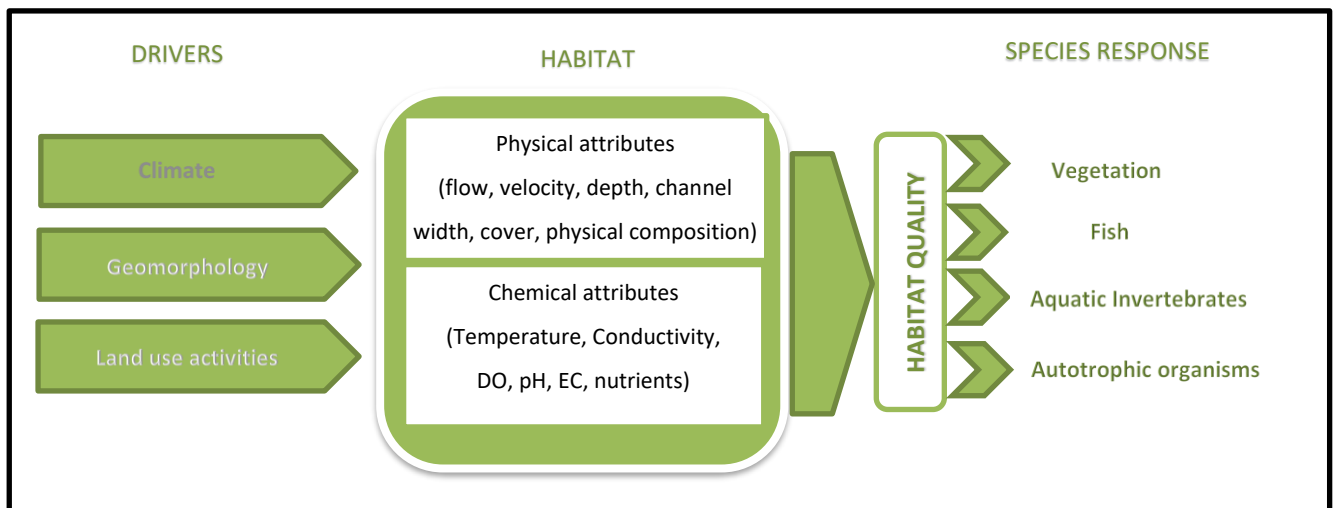 DRIVERS
HABITAT
SPECIES RESPONSE
Climate
Geomorphology
Land use activities
Physical attributes
(flow, velocity, depth, channel
width, cover, physical composition)
Chemical attributes
(Temperature, Conductivity,
DO, pH, EC, nutrients)
HABITAT QUALITY
Vegetation
Fish
Aquatic Invertebrates
Autotrophic organisms